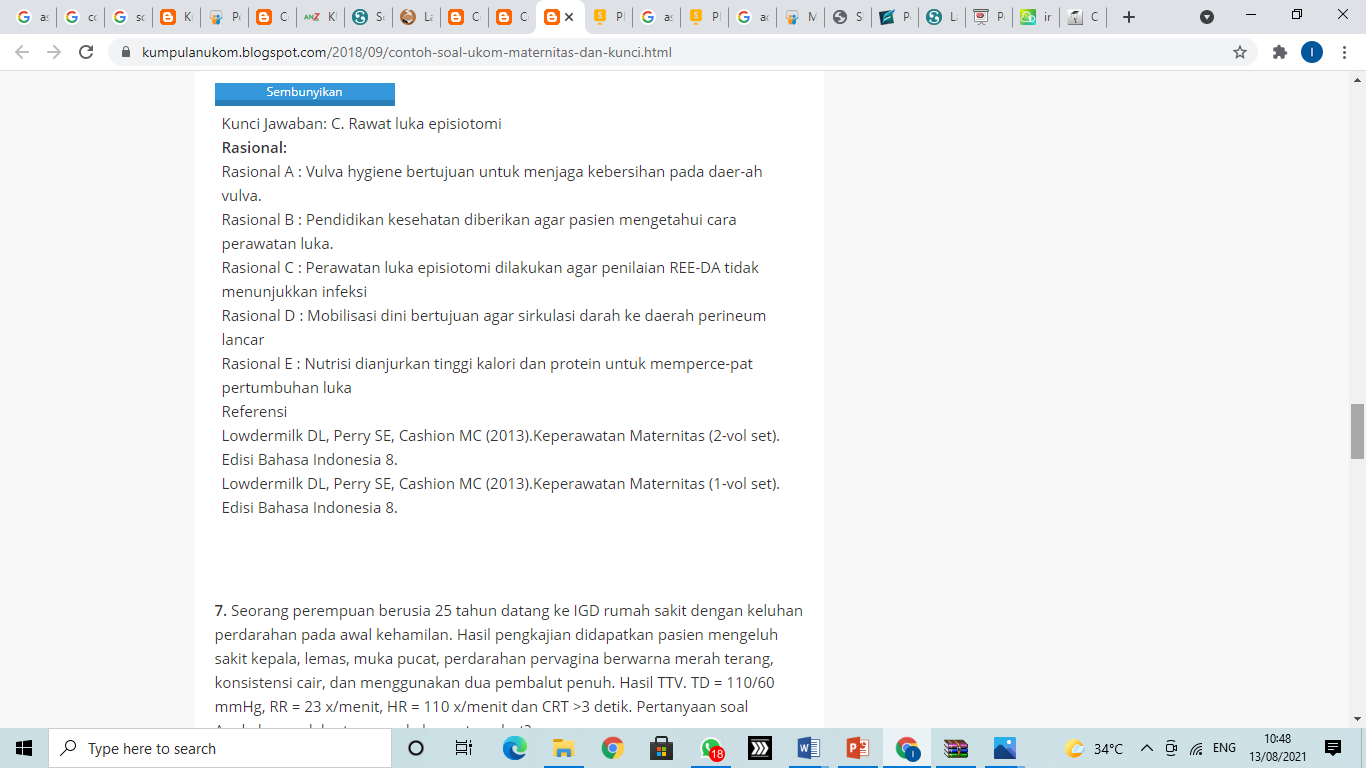 kumpulanukom.blogspot.com/2018/09/contoh-soal-ukom-maternitas-dan-kunci.html
Sembunyikan
Kunci Jawaban: C. Rawat luka episiotomi
Rasional:
Rasional A : Vulva hygiene bertujuan untuk menjaga kebersihan pada daer-ah
vulva.
Rasional B : Pendidikan kesehatan diberikan agar pasien mengetahui cara
perawatan luka.
Rasional C : Perawatan luka episiotomi dilakukan agar penilaian REE-DA tidak
menunjukkan infeksi
Rasional D : Mobilisasi dini bertujuan agar sirkulasi darah ke daerah perineum
lancar
Rasional E : Nutrisi dianjurkan tinggi kalori dan protein untuk memperce-pat
pertumbuhan luka
Referensi
Lowdermilk DL, Perry SE, Cashion MC (2013).Keperawatan Maternitas (2-vol set).
Edisi Bahasa Indonesia 8.
Lowdermilk DL, Perry SE, Cashion MC (2013).Keperawatan Maternitas (1-vol set).
Edisi Bahasa Indonesia 8.
7. Seorang perempuan berusia 25 tahun datang ke IGD rumah sakit dengan keluhan
perdarahan pada awal kehamilan. Hasil pengkajian didapatkan pasien mengeluh
sakit kepala, lemas, muka pucat, perdarahan pervagina berwarna merah terang,
konsistensi cair, dan menggunakan dua pembalut penuh. Hasil TTV. TD = 110/60
mmHg, RR = 23 x/menit, HR = 110 x/menit dan CRT >3 detik. Pertanyaan soal
Type here to search
18
34°C
ENG
10:48
13/08/2021